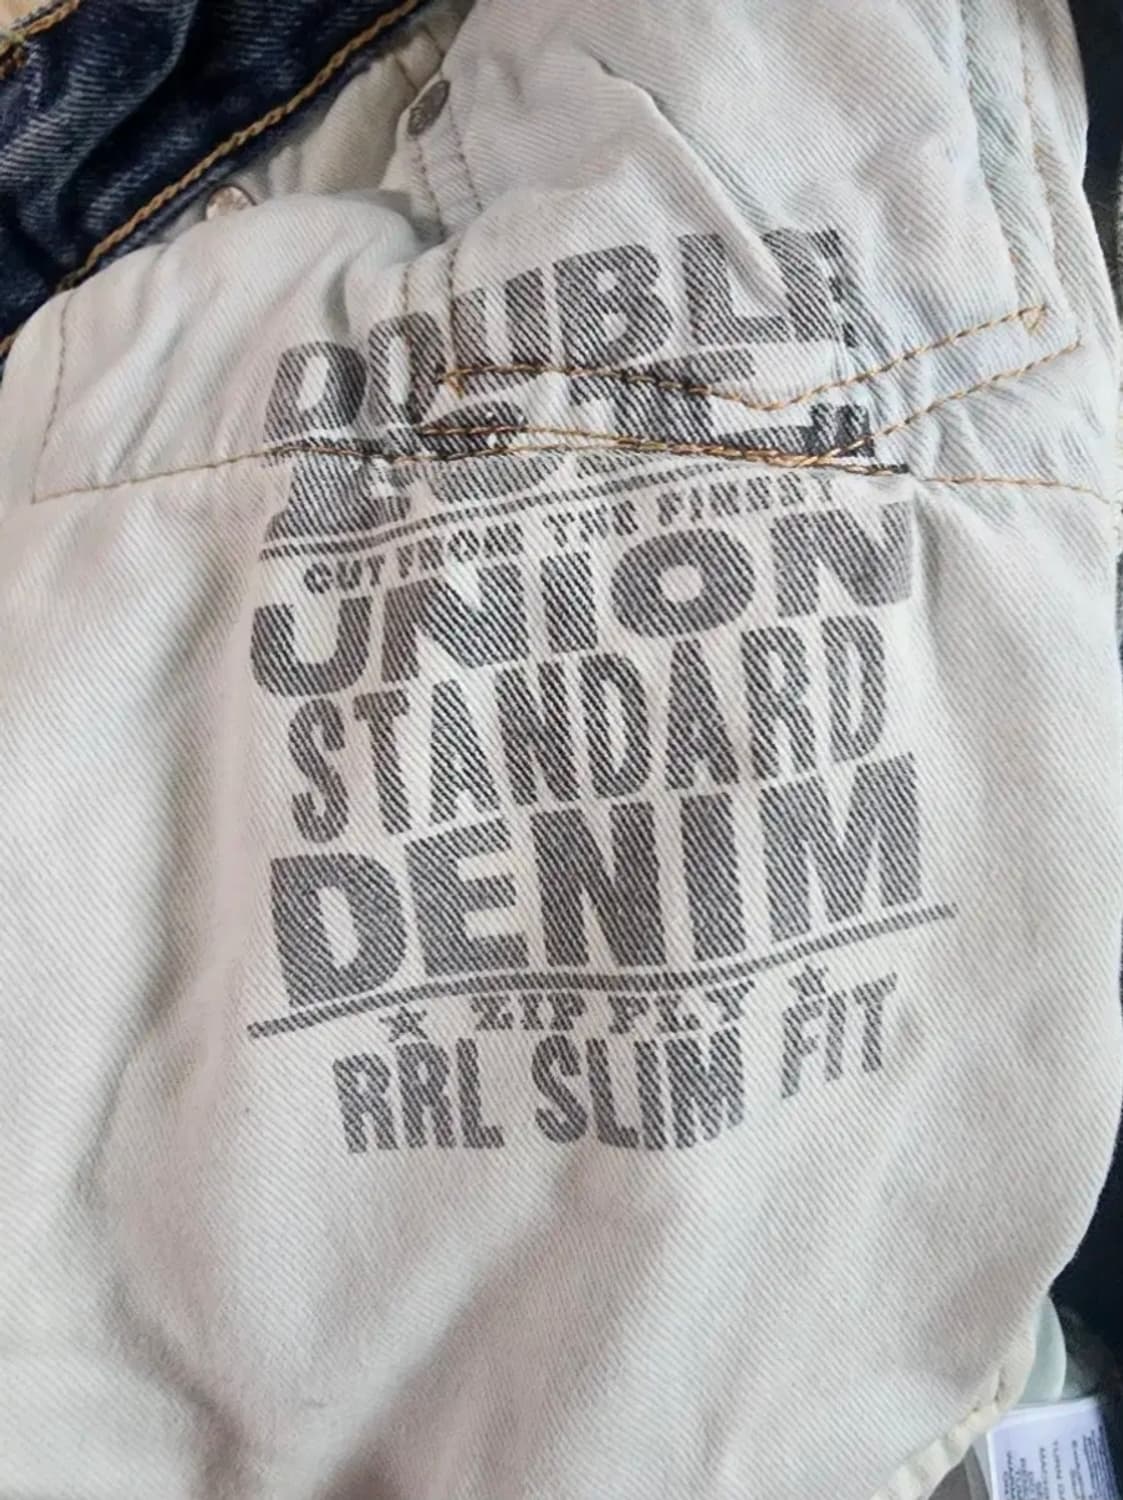 DOUBLE
CUT FROM THE FINEST
UNION
STANDARD
DENIM
ZIP FLY
RRL SLIM FIT